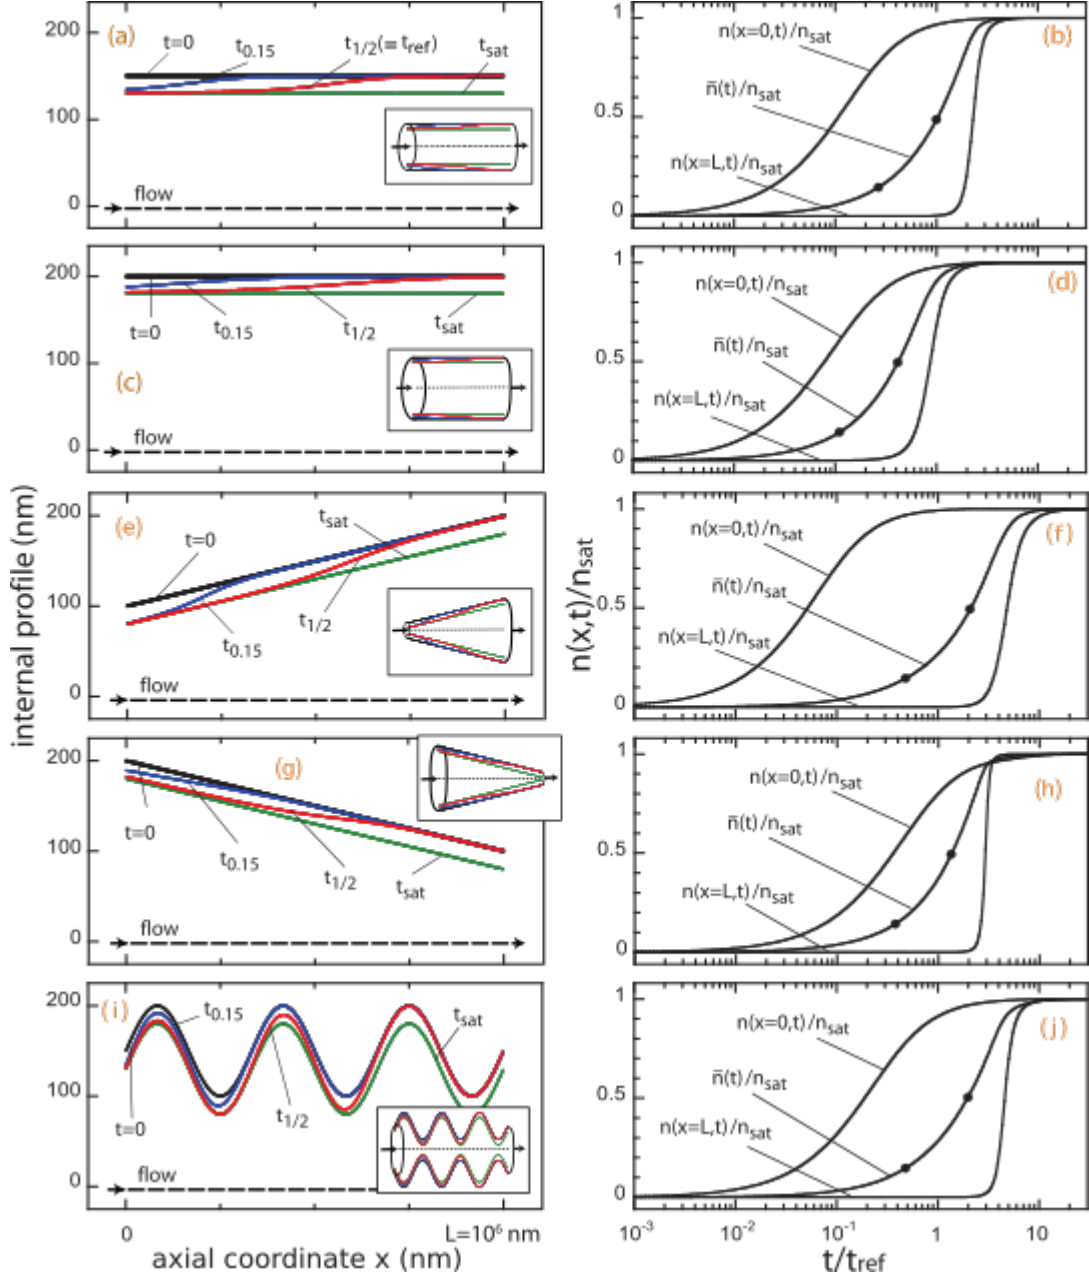 200
100
0
(a)
t=0
t0.15
t1/2(≡ tref)
tsat
flow
1
0.5
0
n(x=0,t)/nsat
n̄(t)/nsat
n(x=L,t)/nsat
(b)
200
100
0
t=0
t0.15
t1/2
tsat
(c)
flow
1
0.5
0
n(x=0,t)/nsat
n̄(t)/nsat
n(x=L,t)/nsat
(d)
internal profile (nm)
200
100
0
(e)
t=0
tsat
t0.15
t1/2
flow
n(x,t)/nsat
1
0.5
0
n(x=0,t)/nsat
n̄(t)/nsat
n(x=L,t)/nsat
(f)
200
100
0
(g)
t=0
t0.15
t1/2
tsat
flow
1
0.5
0
n(x=0,t)/nsat
n̄(t)/nsat
n(x=L,t)/nsat
(h)
200
100
0
(i)
t0.15
tsat
t=0
t1/2
flow
1
0.5
0
n(x=0,t)/nsat
n̄(t)/nsat
n(x=L,t)/nsat
(j)
0
L=10⁶ nm
axial coordinate x (nm)
10⁻³
10⁻²
10⁻¹
1
10
t/tref